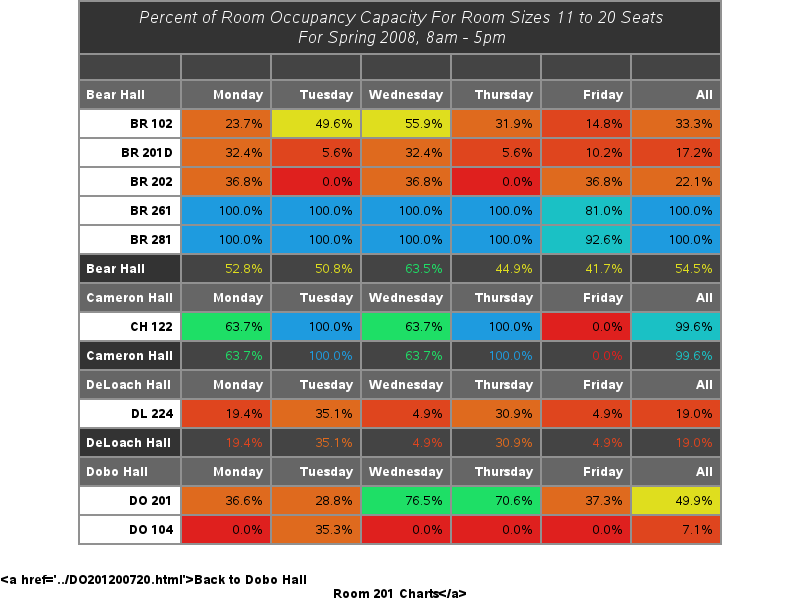 Percent of Room Occupancy Capacity For Room Sizes 11 to 20 Seats
For Spring 2008, 8am - 5pm
Bear Hall Monday Tuesday Wednesday Thursday Friday All
BR 102 23.7% 49.6% 55.9% 31.9% 14.8% 33.3%
BR 201D 32.4% 5.6% 32.4% 5.6% 10.2% 17.2%
BR 202 36.8% 0.0% 36.8% 0.0% 36.8% 22.1%
BR 261 100.0% 100.0% 100.0% 100.0% 81.0% 100.0%
BR 281 100.0% 100.0% 100.0% 100.0% 92.6% 100.0%
Bear Hall 52.8% 50.8% 63.5% 44.9% 41.7% 54.5%
Cameron Hall Monday Tuesday Wednesday Thursday Friday All
CH 122 63.7% 100.0% 63.7% 100.0% 0.0% 99.6%
Cameron Hall 63.7% 100.0% 63.7% 100.0% 0.0% 99.6%
DeLoach Hall Monday Tuesday Wednesday Thursday Friday All
DL 224 19.4% 35.1% 4.9% 30.9% 4.9% 19.0%
DeLoach Hall 19.4% 35.1% 4.9% 30.9% 4.9% 19.0%
Dobo Hall Monday Tuesday Wednesday Thursday Friday All
DO 201 36.6% 28.8% 76.5% 70.6% 37.3% 49.9%
DO 104 0.0% 35.3% 0.0% 0.0% 0.0% 7.1%
<a href='../DO201200720.html'>Back to Dobo Hall
Room 201 Charts</a>